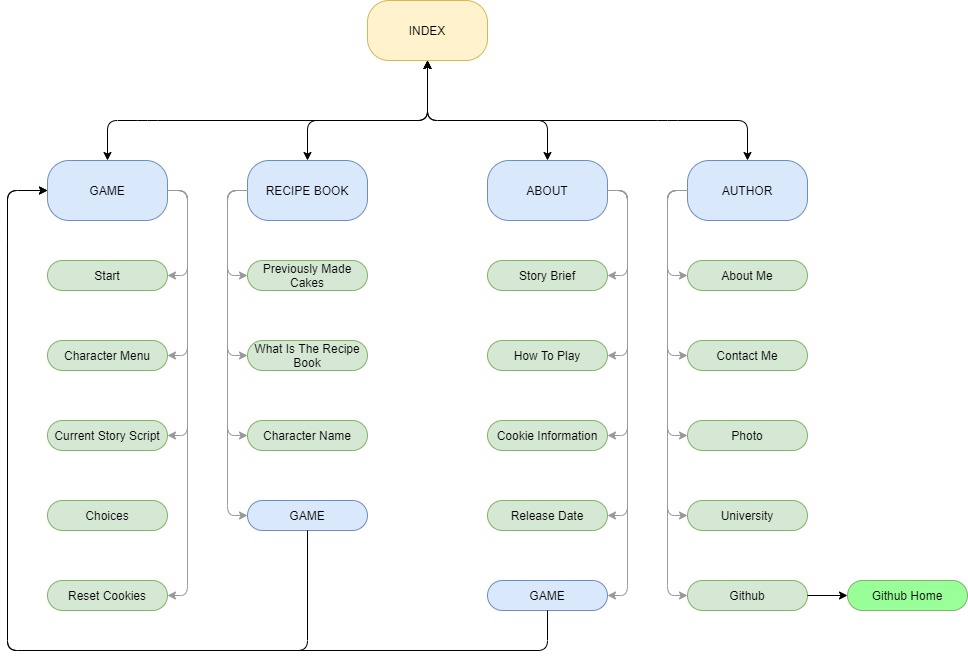 INDEX
GAME
RECIPE BOOK
ABOUT
AUTHOR
Start
Previously Made
Cakes
Story Brief
About Me
Character Menu
What Is The Recipe
Book
How To Play
Contact Me
Current Story Script
Character Name
Cookie Information
Photo
Choices
GAME
Release Date
University
Reset Cookies
GAME
Github
Github Home